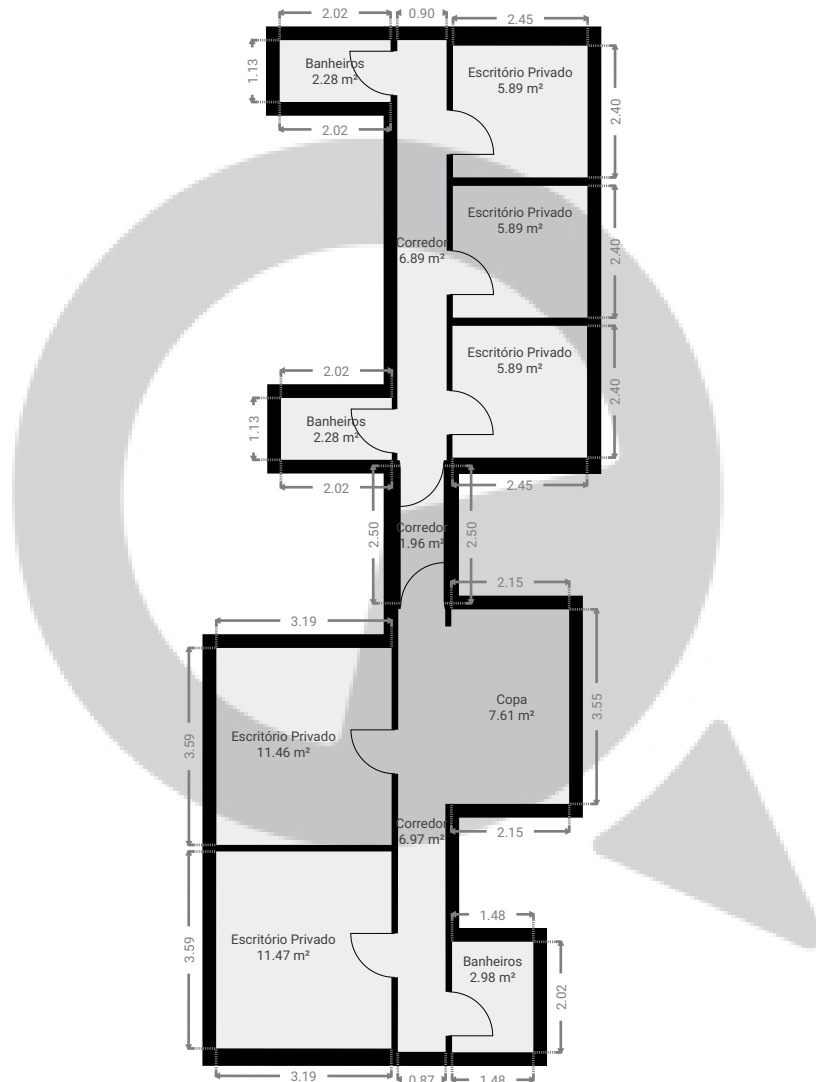 2.02
0.90
2.45
1.13
Banheiros
2.28 m²
Escritório Privado
5.89 m²
2.40
2.02
Escritório Privado
5.89 m²
2.40
Corredor
6.89 m²
Escritório Privado
5.89 m²
2.40
2.02
1.13
Banheiros
2.28 m²
2.02
2.45
2.50
Corredor
1.96 m²
2.50
2.15
3.19
3.59
Escritório Privado
11.46 m²
Copa
7.61 m²
3.55
Corredor
6.97 m²
2.15
3.59
Escritório Privado
11.47 m²
1.48
Banheiros
2.98 m²
2.02
3.19
0.87
1.48